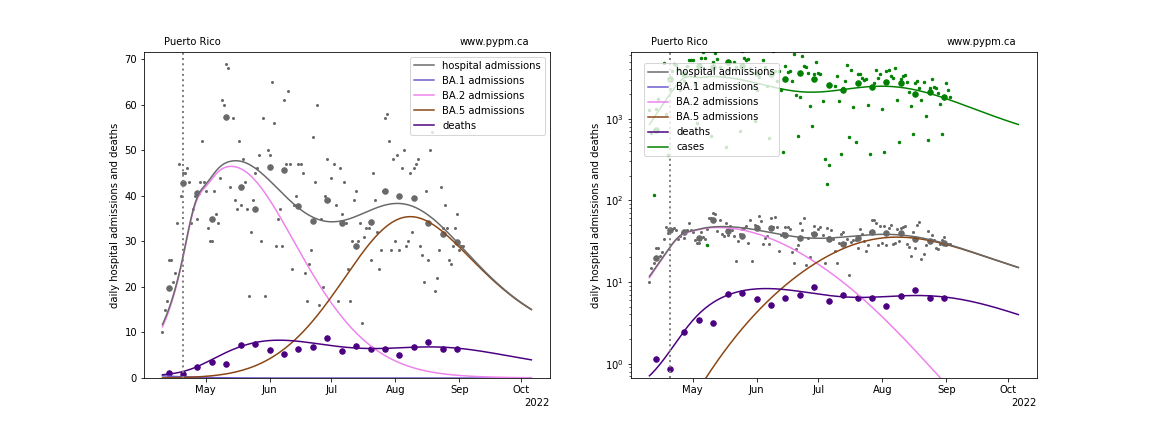 Puerto Rico
www.pypm.ca
daily hospital admissions and deaths
70
60
50
40
30
20
10
0
hospital admissions
BA.1 admissions
BA.2 admissions
BA.5 admissions
deaths
May
Jun
Jul
Aug
Sep
Oct
2022
Puerto Rico
www.pypm.ca
daily hospital admissions and deaths
10³
10²
10¹
10⁰
hospital admissions
BA.1 admissions
BA.2 admissions
BA.5 admissions
deaths
cases
May
Jun
Jul
Aug
Sep
Oct
2022